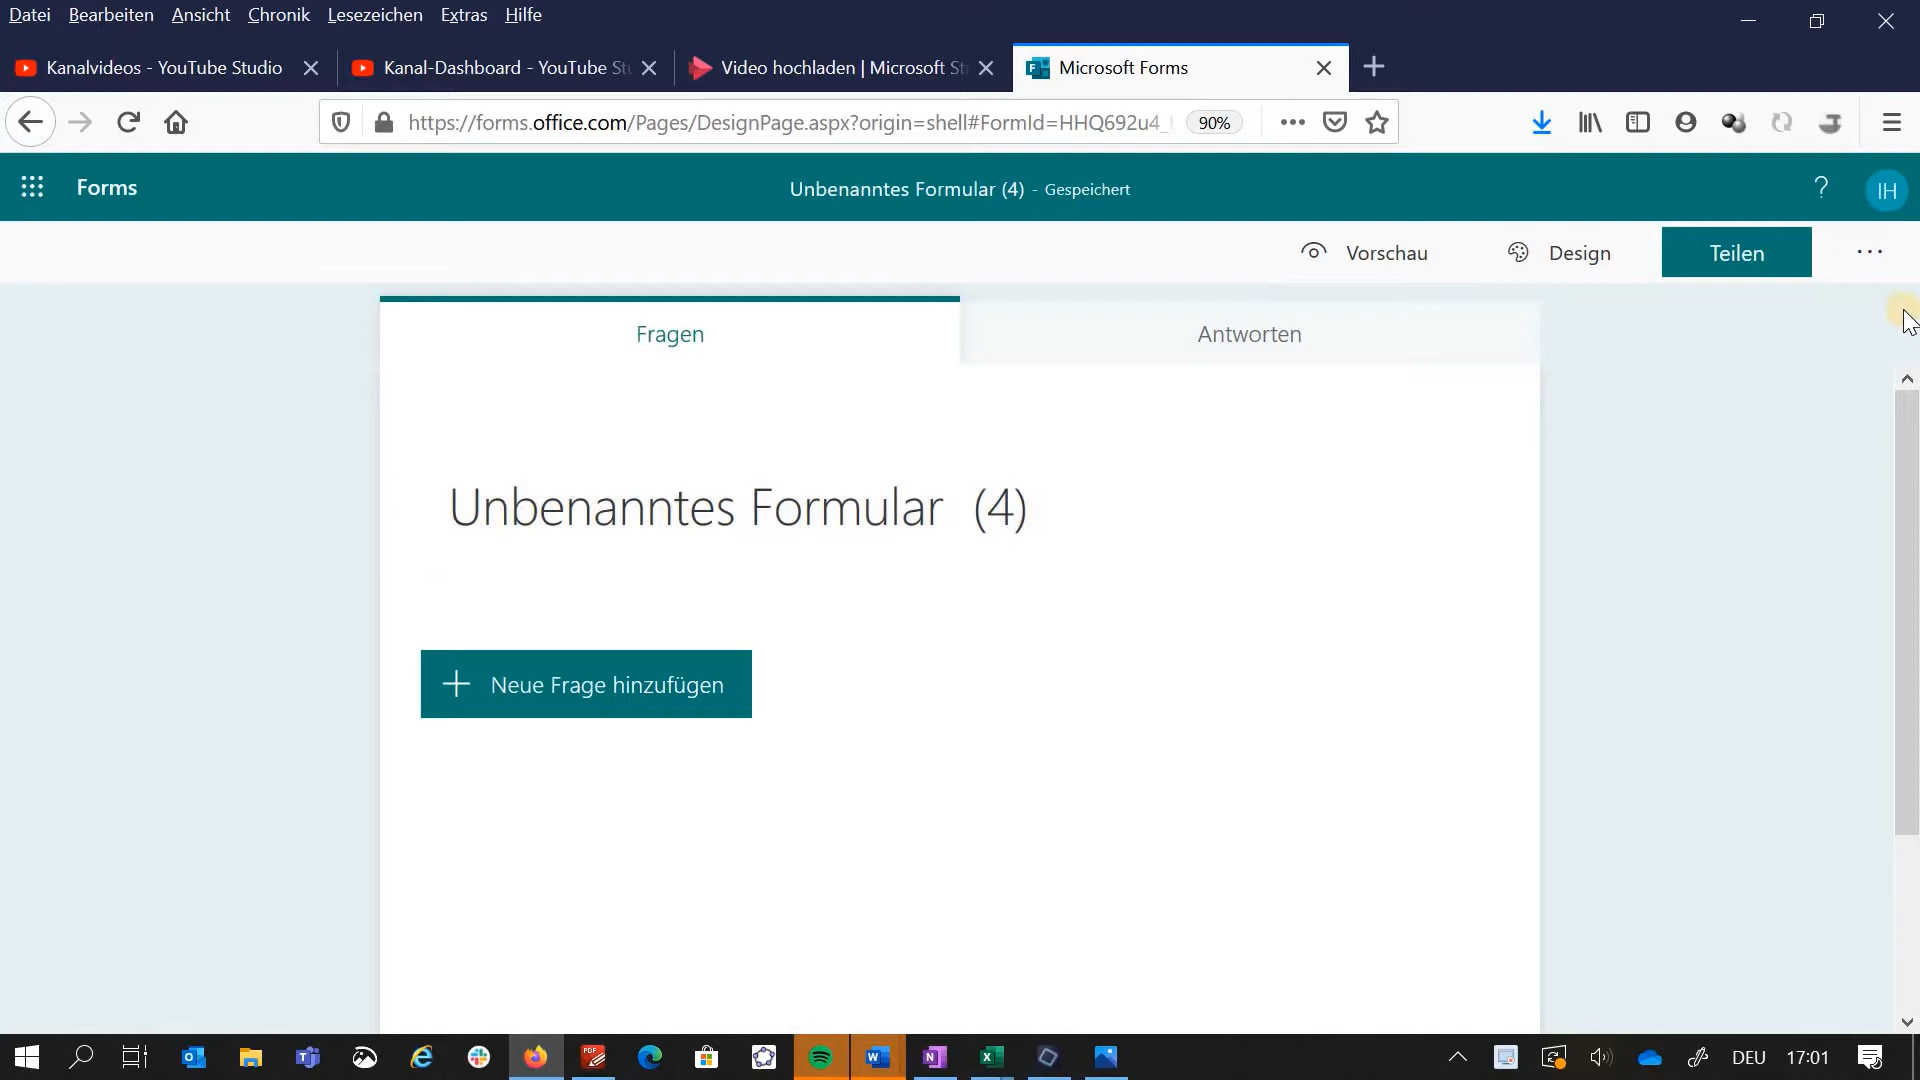 Datei Bearbeiten Ansicht Chronik Lesezeichen Extras Hilfe
Kanalvideos - YouTube Studio Kanal-Dashboard - YouTube Video hochladen | Microsoft Microsoft Forms
https://forms.office.com/Pages/DesignPage.aspx?origin=shell#FormId=HHQ692u4_ 90%
Forms Unbenanntes Formular (4) - Gespeichert ? IH
Vorschau Design Teilen
Fragen Antworten
Unbenanntes Formular (4)
Neue Frage hinzufügen
DEU 17:01